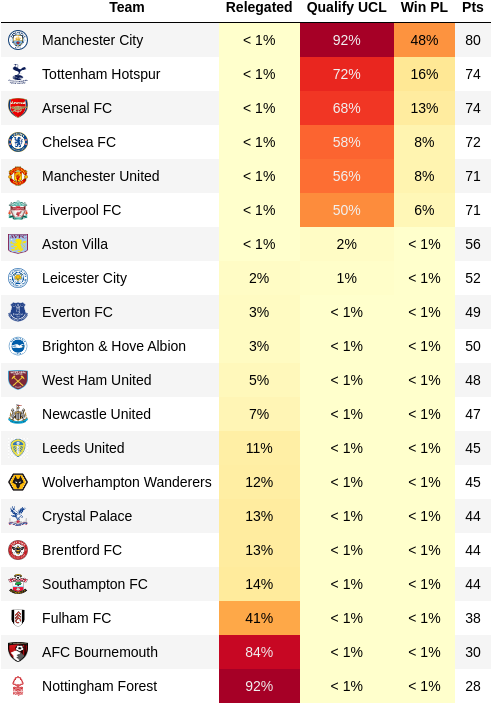 Team Relegated Qualify UCL Win PL Pts
Manchester City < 1% 92% 48% 80
Tottenham Hotspur < 1% 72% 16% 74
Arsenal FC < 1% 68% 13% 74
Chelsea FC < 1% 58% 8% 72
Manchester United < 1% 56% 8% 71
Liverpool FC < 1% 50% 6% 71
Aston Villa < 1% 2% < 1% 56
Leicester City 2% 1% < 1% 52
Everton FC 3% < 1% < 1% 49
Brighton & Hove Albion 3% < 1% < 1% 50
West Ham United 5% < 1% < 1% 48
Newcastle United 7% < 1% < 1% 47
Leeds United 11% < 1% < 1% 45
Wolverhampton Wanderers 12% < 1% < 1% 45
Crystal Palace 13% < 1% < 1% 44
Brentford FC 13% < 1% < 1% 44
Southampton FC 14% < 1% < 1% 44
Fulham FC 41% < 1% < 1% 38
AFC Bournemouth 84% < 1% < 1% 30
Nottingham Forest 92% < 1% < 1% 28